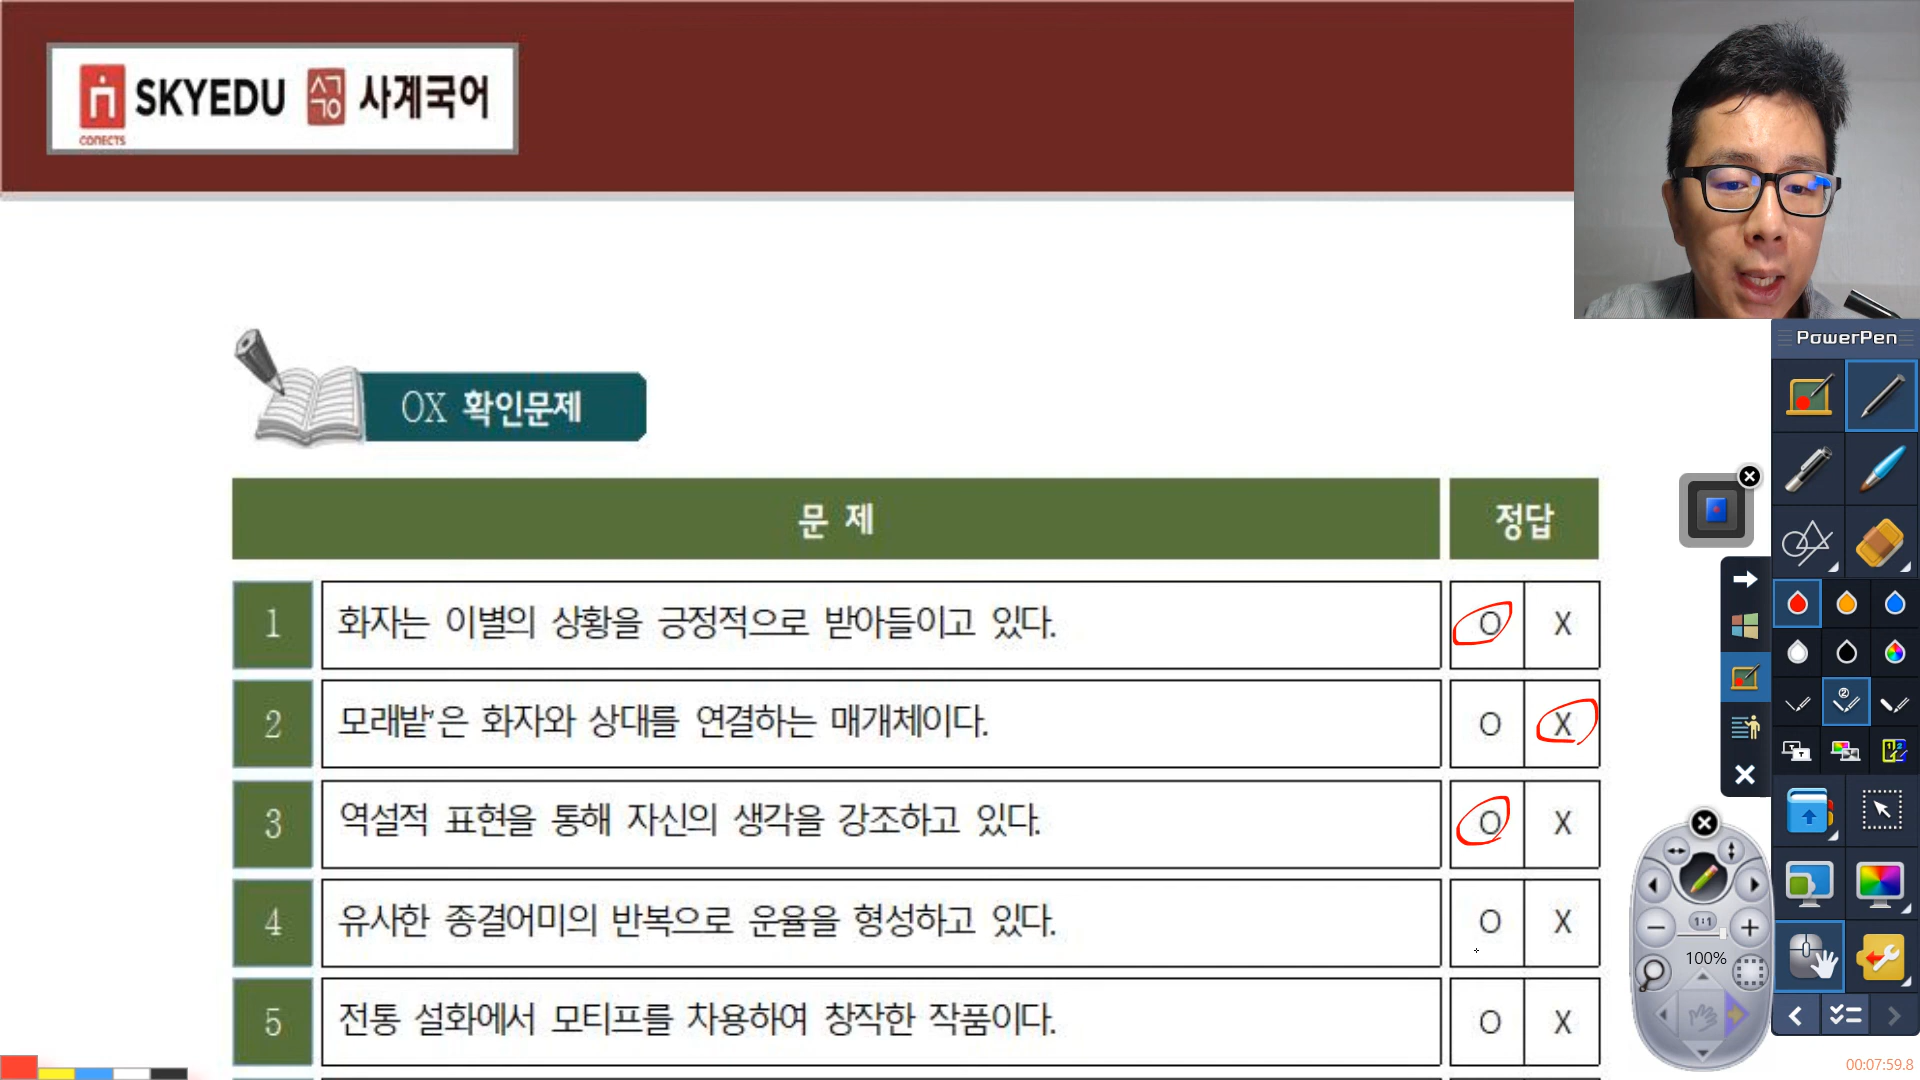 CONECTS
SKYEDU 사계국어
OX 확인문제
문 제 정답
1 화자는 이별의 상황을 긍정적으로 받아들이고 있다. O X
2 모래밭'은 화자와 상대를 연결하는 매개체이다. O X
3 역설적 표현을 통해 자신의 생각을 강조하고 있다. O X
4 유사한 종결어미의 반복으로 운율을 형성하고 있다. O X
5 전통 설화에서 모티프를 차용하여 창작한 작품이다. O X
PowerPen
②
1:1
100%
00:07:59.8